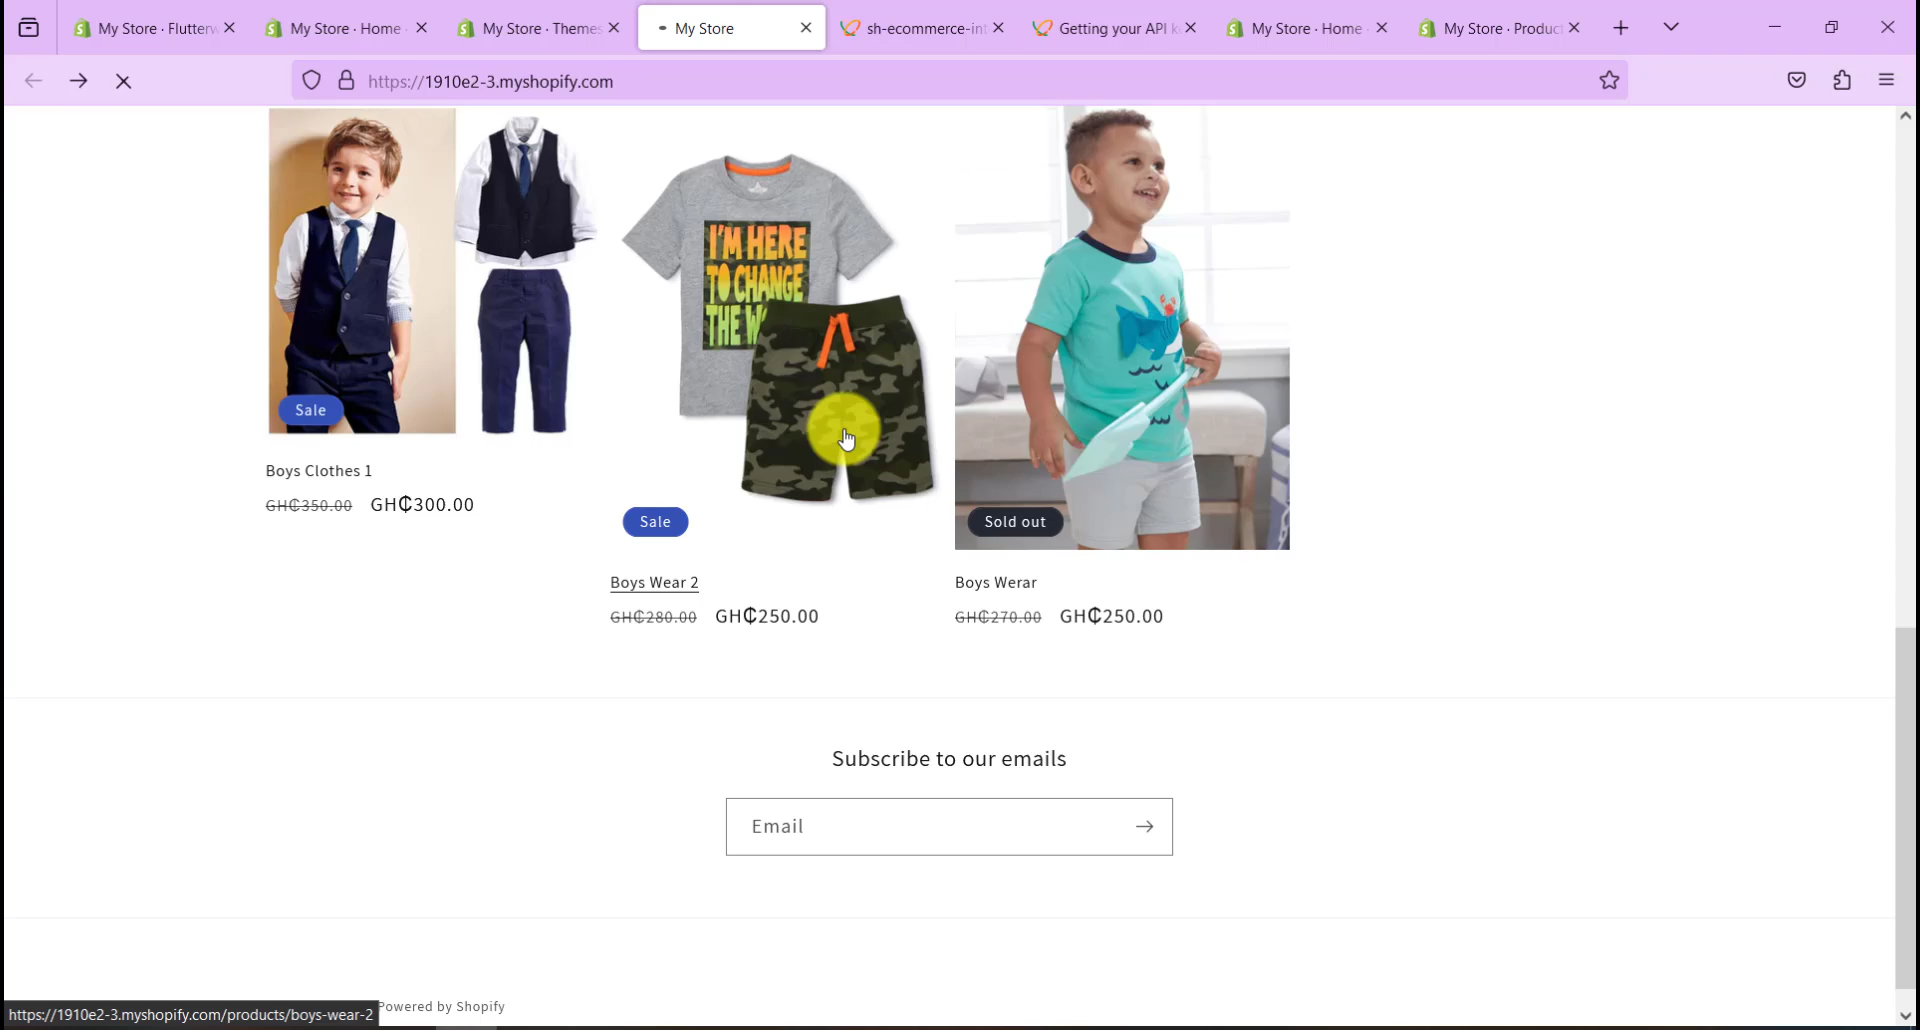 My Store · Flutterw
My Store · Home
My Store · Themes
My Store
sh-ecommerce-int
Getting your API k
My Store · Home
My Store · Product
https://1910e2-3.myshopify.com
I'M HERE
TO CHANGE
THE W
Sale
Boys Clothes 1
GH₵350.00 GH₵300.00
Sale
Boys Wear 2
GH₵280.00 GH₵250.00
Sold out
Boys Werar
GH₵270.00 GH₵250.00
Subscribe to our emails
Email
Powered by Shopify
https://1910e2-3.myshopify.com/products/boys-wear-2